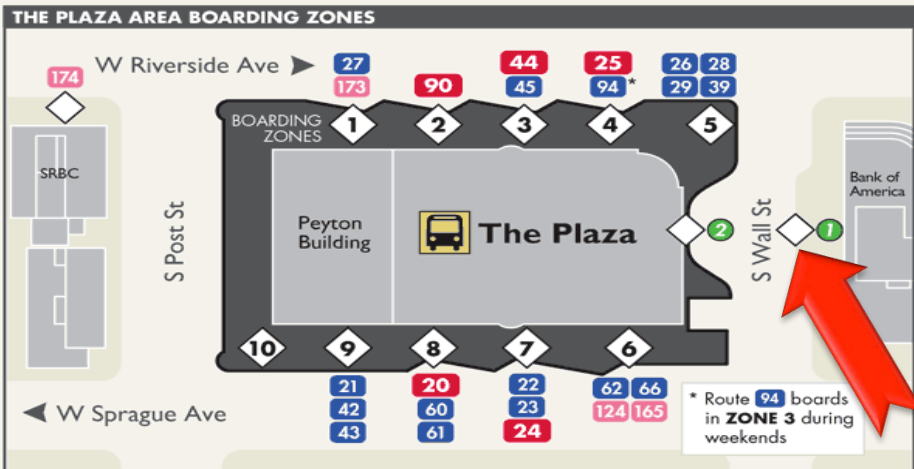 THE PLAZA AREA BOARDING ZONES
W Riverside Ave
174
27
173
90
44
45
25
94 *
26 28
29 39
BOARDING
ZONES
1
2
3
4
5
SRBC
S Post St
Peyton
Building
The Plaza
2
S Wall St
1
Bank of
America
10
9
8
7
6
W Sprague Ave
21
42
43
20
60
61
22
23
24
62 66
124 165
* Route 94 boards
in ZONE 3 during
weekends